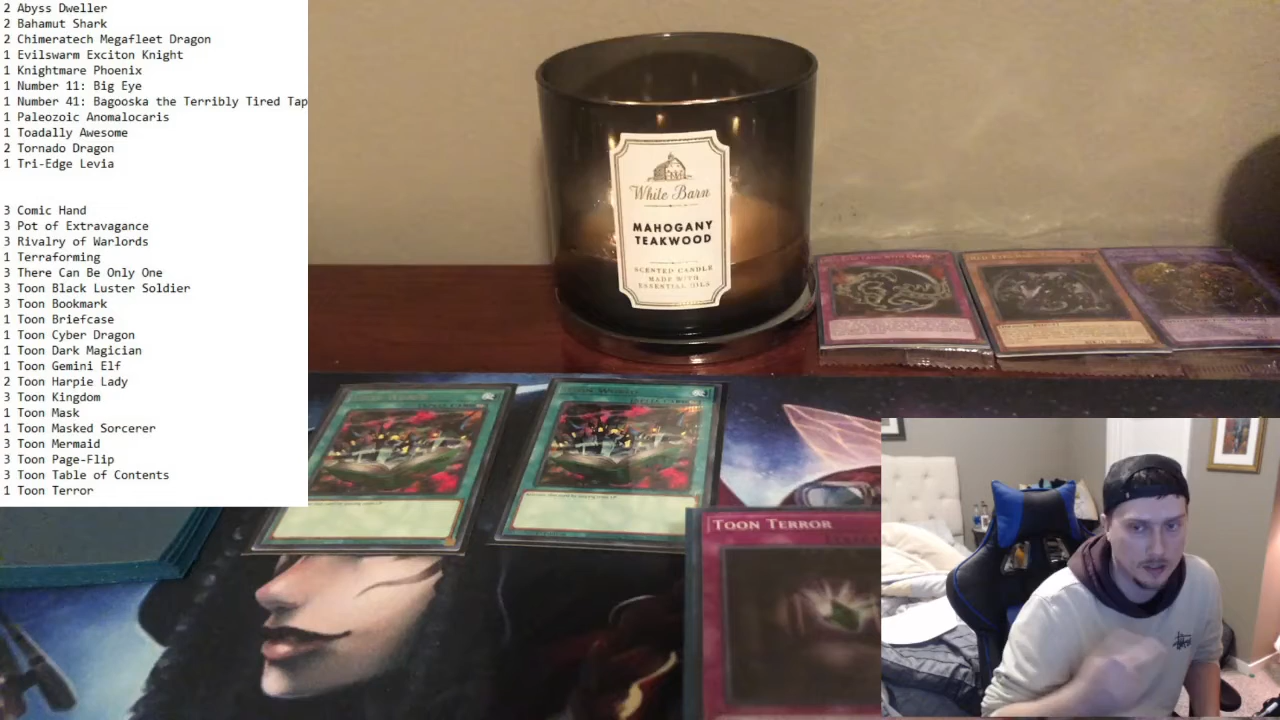 2 Abyss Dweller
2 Bahamut Shark
2 Chimeratech Megafleet Dragon
1 Evilswarm Exciton Knight
1 Knightmare Phoenix
1 Number 11: Big Eye
1 Number 41: Bagooska the Terribly Tired Tap
1 Paleozoic Anomalocaris
1 Toadally Awesome
2 Tornado Dragon
1 Tri-Edge Levia
3 Comic Hand
3 Pot of Extravagance
3 Rivalry of Warlords
1 Terraforming
3 There Can Be Only One
3 Toon Black Luster Soldier
3 Toon Bookmark
1 Toon Briefcase
1 Toon Cyber Dragon
1 Toon Dark Magician
1 Toon Gemini Elf
2 Toon Harpie Lady
3 Toon Kingdom
1 Toon Mask
1 Toon Masked Sorcerer
3 Toon Mermaid
3 Toon Page-Flip
3 Toon Table of Contents
1 Toon Terror
White Barn
MAHOGANY
TEAKWOOD
SCENTED CANDLE
MADE WITH
ESSENTIAL OILS
TOON TERROR